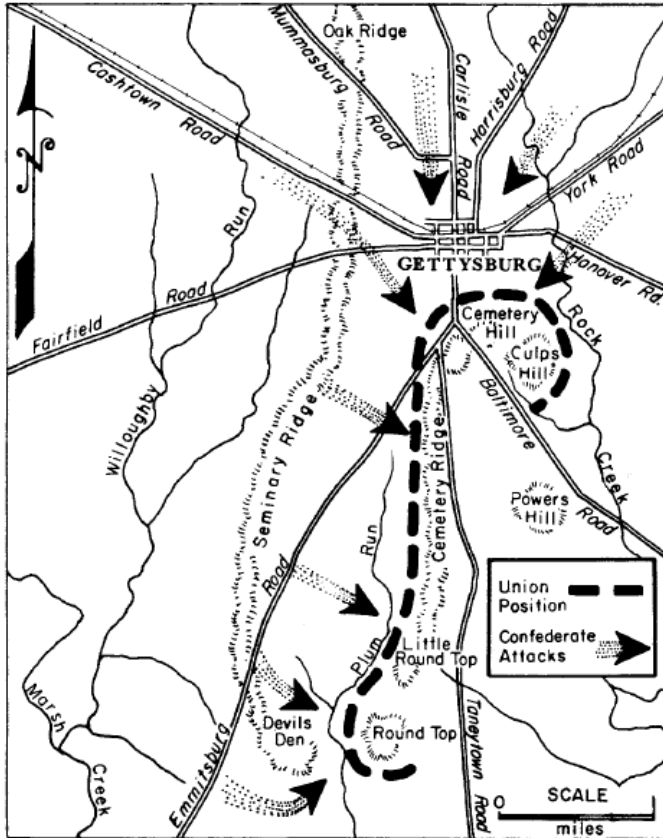 Oak Ridge
Mummasburg
Road
Carlisle
Road
Harrisburg Road
Cashtown
Road
York Road
N
Run
GETTYSBURG
Hanover Rd.
Fairfield
Road
Cemetery
Hill
Culps
Hill
Rock
Creek
Willoughby
Seminary Ridge
Cemetery Ridge
Baltimore
Road
Powers
Hill
Run
Plum
Road
Emmitsburg
Little
Round Top
Devils
Den
Round Top
Taneytown
Road
Marsh
Creek
Union
Position
Confederate
Attacks
0
SCALE
miles